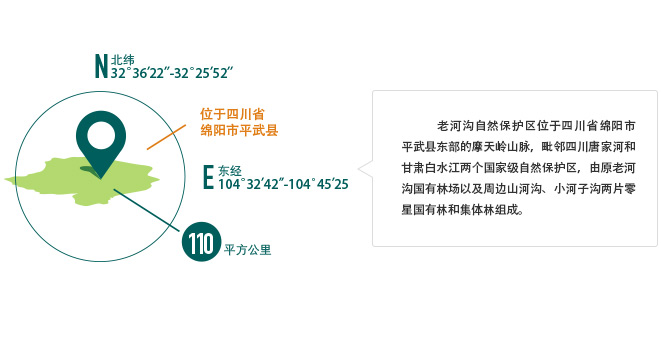 N 北纬
32°36′22″-32°25′52″
位于四川省
绵阳市平武县
E 东经
104°32′42″-104°45′25
110 平方公里
老河沟自然保护区位于四川省绵阳市
平武县东部的摩天岭山脉，毗邻四川唐家河和
甘肃白水江两个国家级自然保护区，由原老河
沟国有林场以及周边山河沟、小河子沟两片零
星国有林和集体林组成。